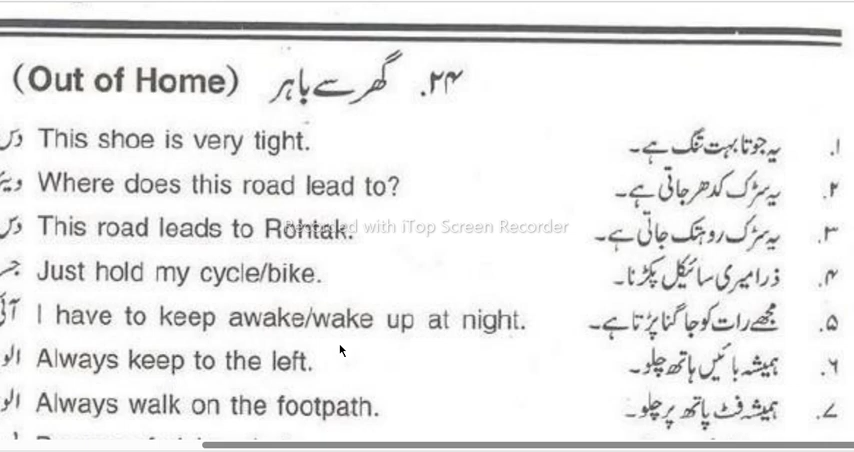 (Out of Home) ۲۴. گھر سے باہر
This shoe is very tight. یہ جوتا بہت تنگ ہے۔ ۱.
Where does this road lead to? یہ سڑک کدھر جاتی ہے۔ ۲.
This road leads to Rohtak. یہ سڑک روہتک جاتی ہے۔ ۳.
Recorded with iTop Screen Recorder
Just hold my cycle/bike. ذرا میری سائیکل پکڑنا۔ ۴.
I have to keep awake/wake up at night. مجھے رات کو جاگنا پڑتا ہے۔ ۵.
Always keep to the left. ہمیشہ بائیں ہاتھ چلو۔ ۶.
Always walk on the footpath. ہمیشہ فٹ پاتھ پر چلو۔ ۷.